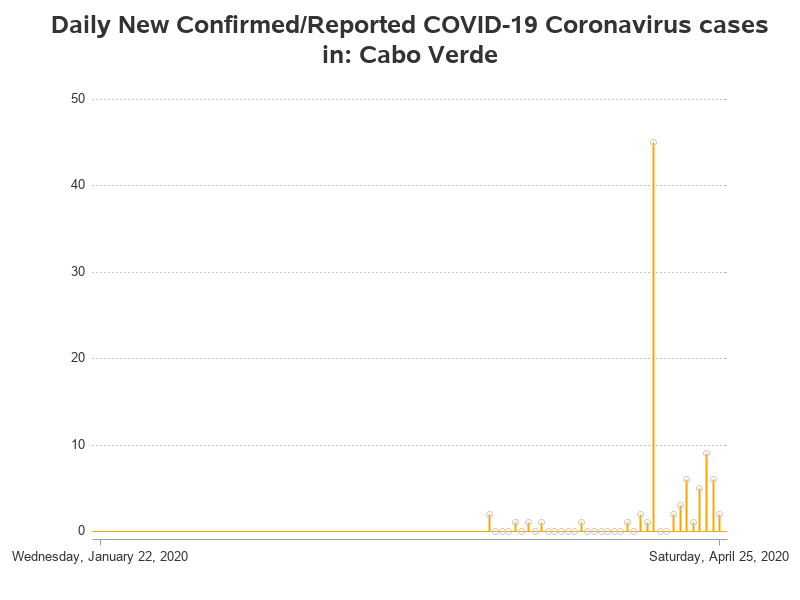 Daily New Confirmed/Reported COVID-19 Coronavirus cases
in: Cabo Verde
50
40
30
20
10
0
Wednesday, January 22, 2020
Saturday, April 25, 2020